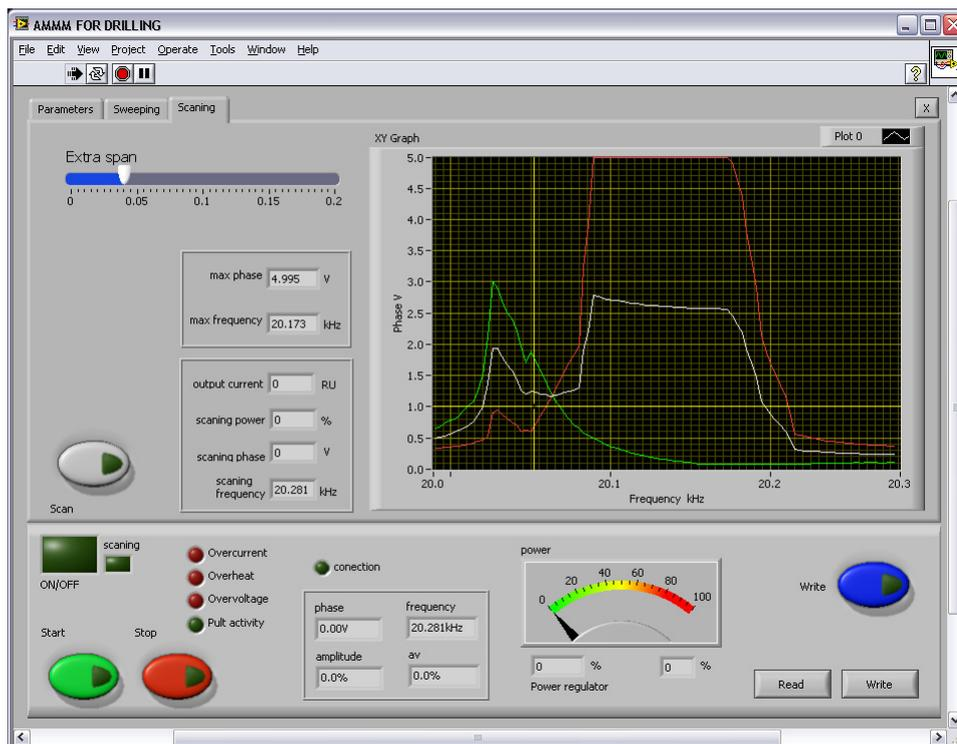 AMMM FOR DRILLING
File Edit View Project Operate Tools Window Help
Parameters Sweeping Scaning X
Extra span
0 0.05 0.1 0.15 0.2
XY Graph Plot 0
5.0
4.5
4.0
3.5
3.0
2.5
2.0
1.5
1.0
0.5
0.0
Phase V
20.0 20.1 20.2 20.3
Frequency kHz
max phase 4.995 V
max frequency 20.173 kHz
output current 0 RU
scaning power 0 %
scaning phase 0 V
scaning
frequency 20.281 kHz
Scan
scaning
ON/OFF
Overcurrent
Overheat
Overvoltage
Pult activity
Start Stop
conection
phase frequency
0.00V 20.281kHz
amplitude av
0.0% 0.0%
power
0 20 40 60 80 100
0 % 0 %
Power regulator
Write
Read Write